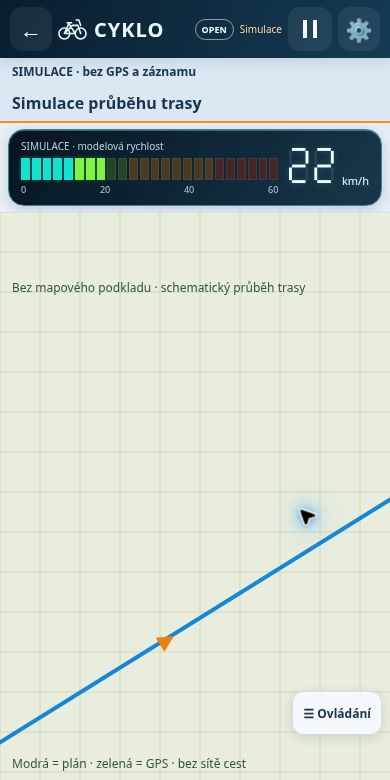 ← CYKLO OPEN Simulace
SIMULACE · bez GPS a záznamu
Simulace průběhu trasy
SIMULACE · modelová rychlost
22 km/h
0 20 40 60
Bez mapového podkladu · schematický průběh trasy
☰ Ovládání
Modrá = plán · zelená = GPS · bez sítě cest